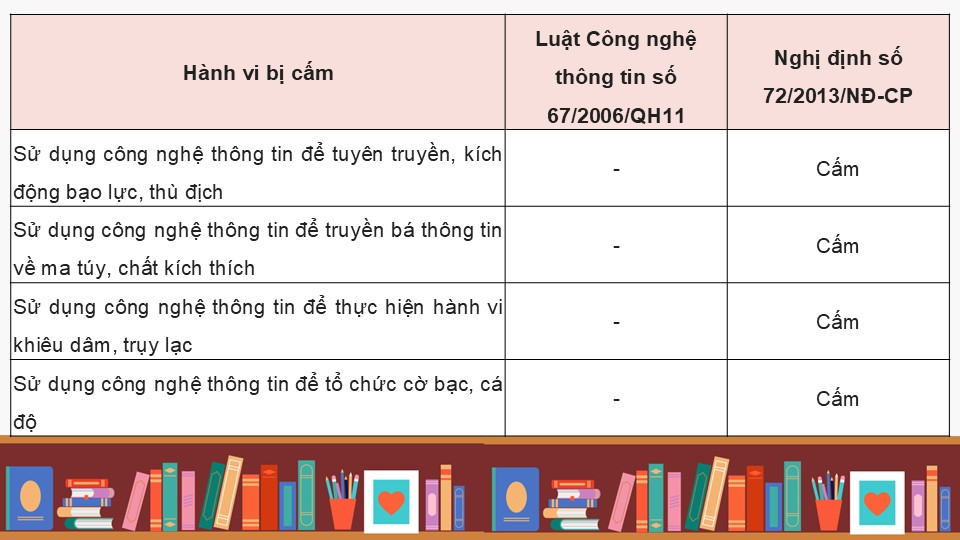 Hành vi bị cấm
Luật Công nghệ
thông tin số
67/2006/QH11
Nghị định số
72/2013/NĐ-CP
Sử dụng công nghệ thông tin để tuyên truyền, kích
động bạo lực, thù địch
-
Cấm
Sử dụng công nghệ thông tin để truyền bá thông tin
về ma túy, chất kích thích
-
Cấm
Sử dụng công nghệ thông tin để thực hiện hành vi
khiêu dâm, trụy lạc
-
Cấm
Sử dụng công nghệ thông tin để tổ chức cờ bạc, cá
độ
-
Cấm